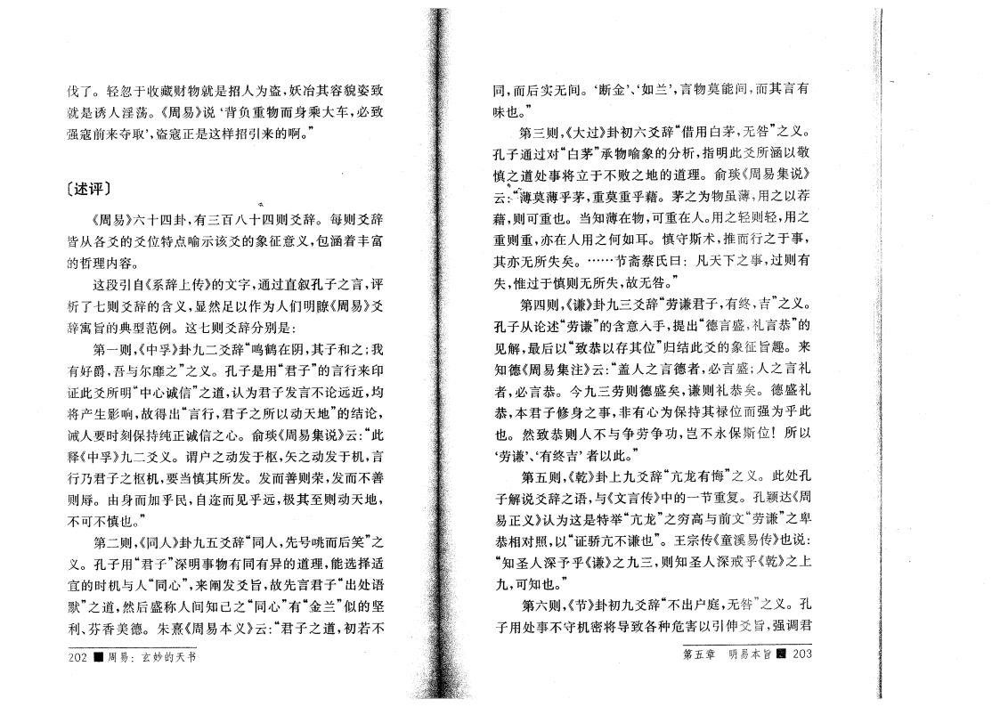 伐了。轻忽于收藏财物就是招人为盗,妖冶其容貌姿致
就是诱人淫荡。《周易》说‘背负重物而身乘大车,必致
强寇前来夺取’,盗寇正是这样招引来的啊。”
〔述评〕
《周易》六十四卦,有三百八十四则爻辞。每则爻辞
皆从各爻的爻位特点喻示该爻的象征意义,包涵着丰富
的哲理内容。
这段引自《系辞上传》的文字,通过直叙孔子之言,评
析了七则爻辞的含义,显然足以作为人们明瞭《周易》爻
辞寓旨的典型范例。这七则爻辞分别是:
第一则,《中孚》卦九二爻辞“鸣鹤在阴,其子和之;我
有好爵,吾与尔靡之”之义。孔子是用“君子”的言行来印
证此爻所明“中心诚信”之道,认为君子发言不论远近,均
将产生影响,故得出“言行,君子之所以动天地”的结论,
诫人要时刻保持纯正诚信之心。俞琰《周易集说》云:“此
释《中孚》九二爻义。谓户之动发于枢,矢之动发于机,言
行乃君子之枢机,要当慎其所发。发而善则荣,发而不善
则辱。由身而加乎民,自迩而见乎远,极其至则动天地,
不可不慎也。”
第二则,《同人》卦九五爻辞“同人,先号咷而后笑”之
义。孔子用“君子”深明事物有同有异的道理,能选择适
宜的时机与人“同心”,来阐发爻旨,故先言君子“出处语
默”之道,然后盛称人间知己之“同心”有“金兰”似的坚
利、芬香美德。朱熹《周易本义》云:“君子之道,初若不
202 ■ 周易:玄妙的天书
同,而后实无间。‘断金’、‘如兰’,言物莫能间,而其言有
味也。”
第三则,《大过》卦初六爻辞“借用白茅,无咎”之义。
孔子通过对“白茅”承物喻象的分析,指明此爻所涵以敬
慎之道处事将立于不败之地的道理。俞琰《周易集说》
云:“薄莫薄乎茅,重莫重乎藉。茅之为物虽薄,用之以荐
藉,则可重也。当知薄在物,可重在人。用之轻则轻,用之
重则重,亦在人用之何如耳。慎守斯术,推而行之于事,
其亦无所失矣。……节斋蔡氏曰:凡天下之事,过则有
失,惟过于慎则无所失,故无咎。”
第四则,《谦》卦九三爻辞“劳谦君子,有终,吉”之义。
孔子从论述“劳谦”的含意入手,提出“德言盛,礼言恭”的
见解,最后以“致恭以存其位”归结此爻的象征旨趣。来
知德《周易集注》云:“盖人之言德者,必言盛;人之言礼
者,必言恭。今九三劳则德盛矣,谦则礼恭矣。德盛礼
恭,本君子修身之事,非有心为保持其禄位而强为乎此
也。然致恭则人不与争劳争功,岂不永保斯位!所以
‘劳谦’、‘有终吉’者以此。”
第五则,《乾》卦上九爻辞“亢龙有悔”之义。此处孔
子解说爻辞之语,与《文言传》中的一节重复。孔颖达《周
易正义》认为这是特举“亢龙”之穷高与前文“劳谦”之卑
恭相对照,以“证骄亢不谦也”。王宗传《童溪易传》也说:
“知圣人深予乎《谦》之九三,则知圣人深戒乎《乾》之上
九,可知也。”
第六则,《节》卦初九爻辞“不出户庭,无咎”之义。孔
子用处事不守机密将导致各种危害以引伸爻旨,强调君
第五章 明易本旨 ■ 203